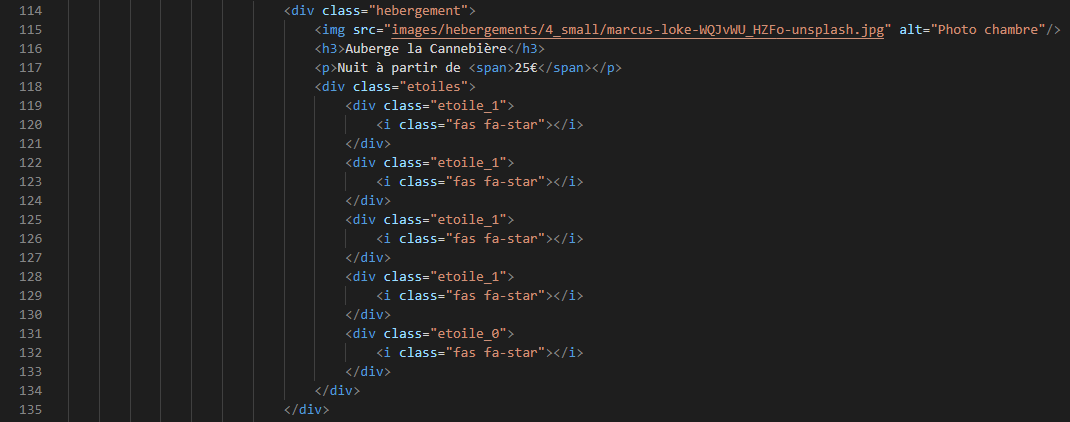 114 <div class="hebergement">
115 <img src="images/hebergements/4_small/marcus-loke-WQJvWU_HZFo-unsplash.jpg" alt="Photo chambre"/>
116 <h3>Auberge la Cannebière</h3>
117 <p>Nuit à partir de <span>25€</span></p>
118 <div class="etoiles">
119 <div class="etoile_1">
120 <i class="fas fa-star"></i>
121 </div>
122 <div class="etoile_1">
123 <i class="fas fa-star"></i>
124 </div>
125 <div class="etoile_1">
126 <i class="fas fa-star"></i>
127 </div>
128 <div class="etoile_1">
129 <i class="fas fa-star"></i>
130 </div>
131 <div class="etoile_0">
132 <i class="fas fa-star"></i>
133 </div>
134 </div>
135 </div>